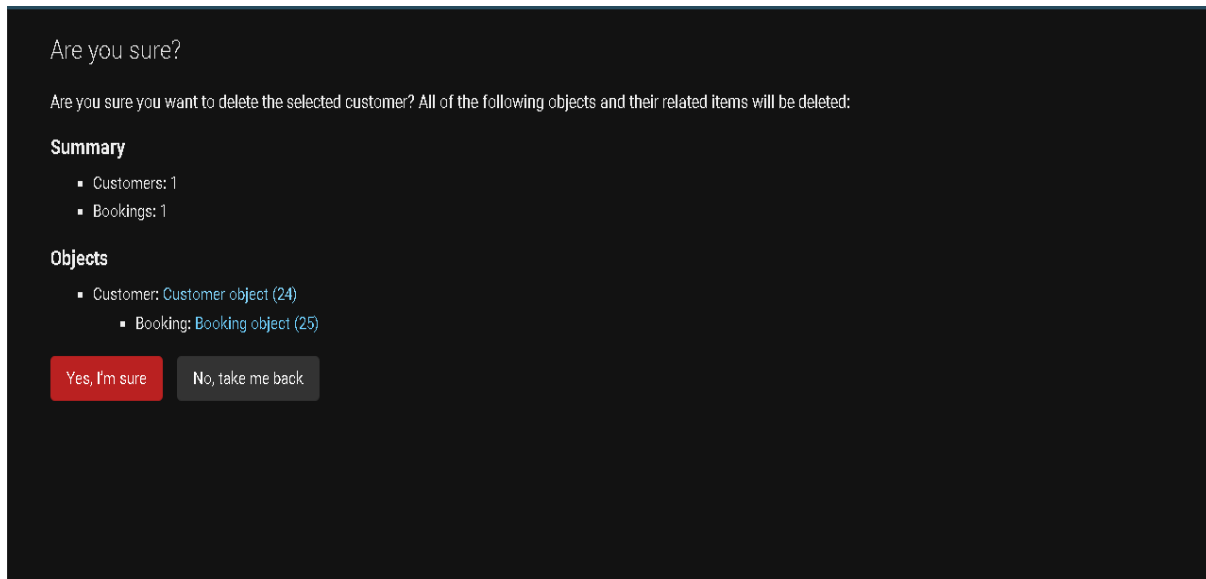 Are you sure?
Are you sure you want to delete the selected customer? All of the following objects and their related items will be deleted:
Summary
Customers: 1
Bookings: 1
Objects
Customer: Customer object (24)
Booking: Booking object (25)
Yes, I'm sure No, take me back